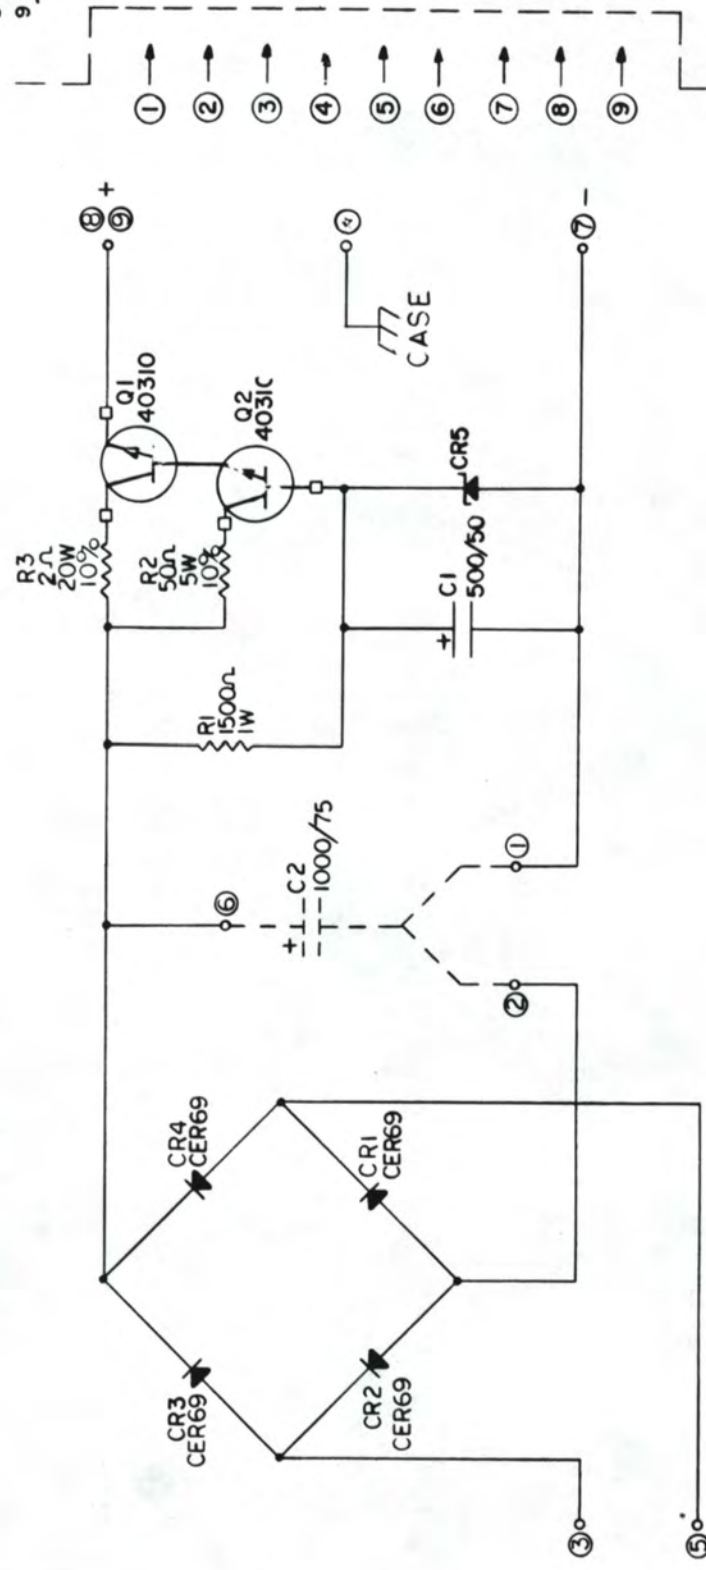 9
①
②
③
④
⑤
⑥
⑦
⑧
⑨
⑧ +
⑨
④
⑦ -
CASE
Q1
40310
Q2
4031C
R3
2Ω
20W
10%
R2
50Ω
5W
10%
CR5
C1
500/50
+
R1
1500Ω
1W
⑥
+
C2
1000/75
①
②
CR4
CER69
CR1
CER69
CR3
CER69
CR2
CER69
③
⑤